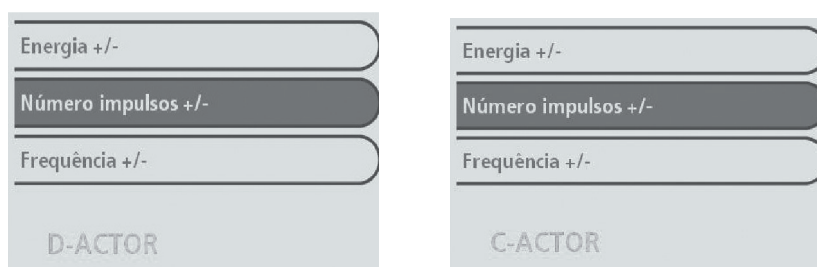 Energia +/-
Número impulsos +/-
Frequência +/-
D-ACTOR
Energia +/-
Número impulsos +/-
Frequência +/-
C-ACTOR